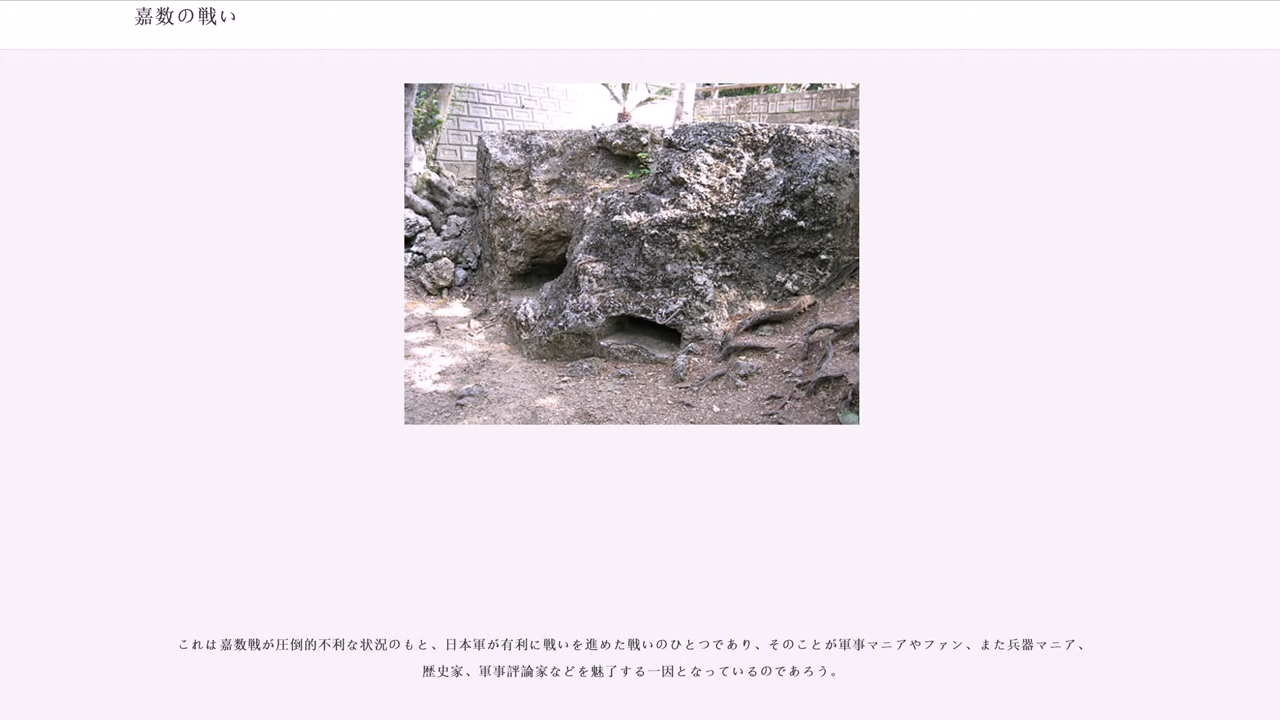 嘉数の戦い
これは嘉数戦が圧倒的不利な状況のもと、日本軍が有利に戦いを進めた戦いのひとつであり、そのことが軍事マニアやファン、また兵器マニア、
歴史家、軍事評論家などを魅了する一因となっているのであろう。